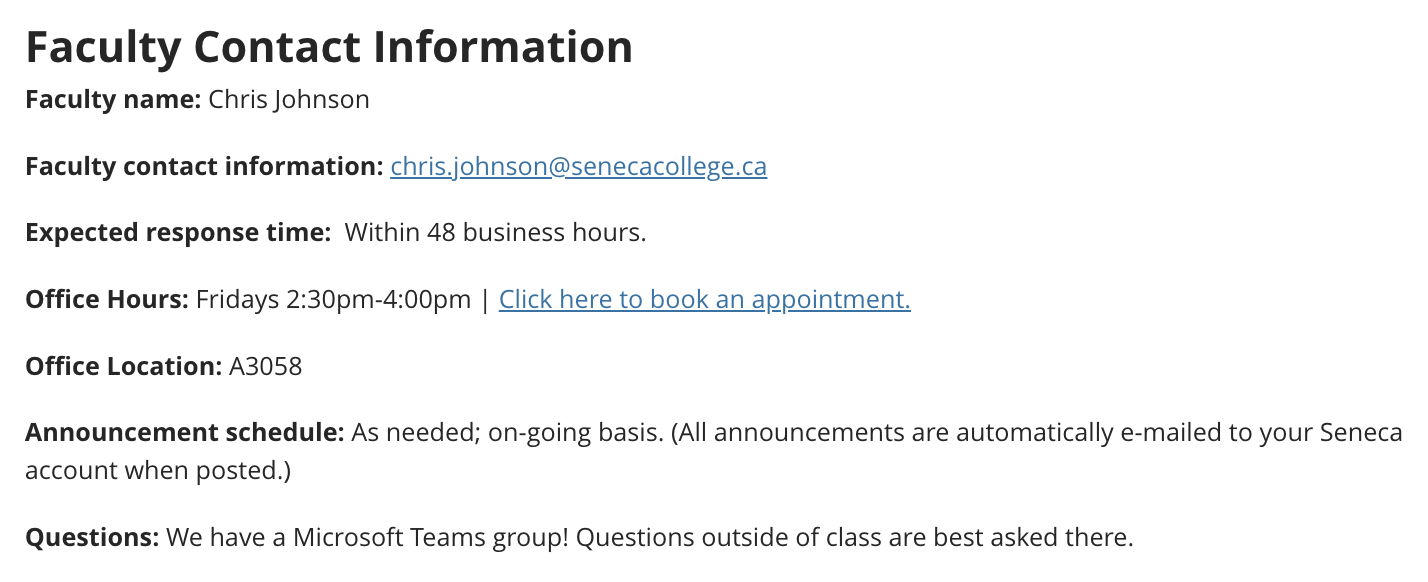 Faculty Contact Information
Faculty name: Chris Johnson
Faculty contact information: chris.johnson@senecacollege.ca
Expected response time:  Within 48 business hours.
Office Hours: Fridays 2:30pm-4:00pm | Click here to book an appointment.
Office Location: A3058
Announcement schedule: As needed; on-going basis. (All announcements are automatically e-mailed to your Seneca
account when posted.)
Questions: We have a Microsoft Teams group! Questions outside of class are best asked there.